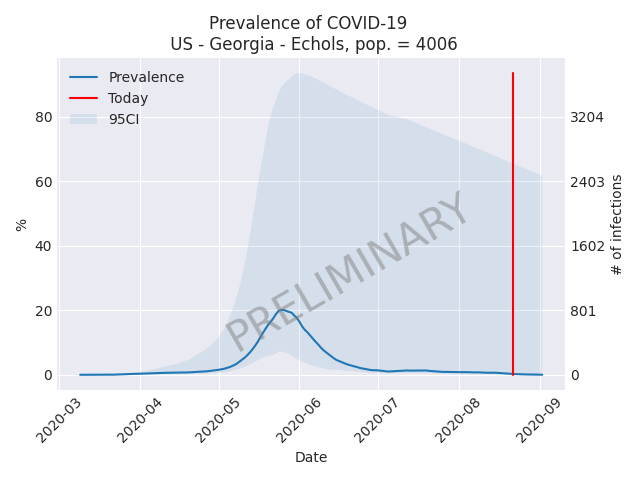 Prevalence of COVID-19
US - Georgia - Echols, pop. = 4006
Prevalence
Today
95CI
PRELIMINARY
%
80
60
40
20
0
# of infections
3204
2403
1602
801
0
2020-03
2020-04
2020-05
2020-06
2020-07
2020-08
2020-09
Date